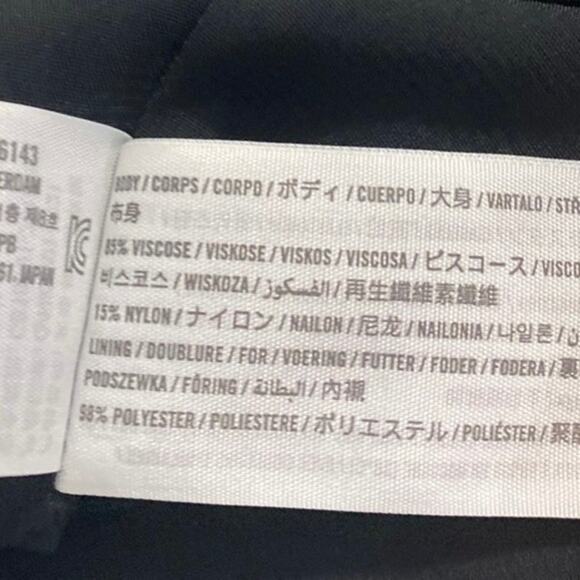 6143
ERDAM
PB
51.JAPAN
BODY / CORPS / CORPO / ボディ / CUERPO / 大身 / VARTALO /
布身
85% VISCOSE / VISKOSE / VISKOS / VISCOSA / ビスコース / VISCO
비스코스 / WISKOZA / الفسكوز / 再生纖維素纖維
15% NYLON / ナイロン / NAILON / 尼龙 / NAILONIA / 나일론 /
LINING / DOUBLURE / FOR / VOERING / FUTTER / FODER / FODERA / 裏
PODSZEWKA / FÓRING / البطانة / 內襯
98% POLYESTER / POLIESTERE / ポリエステル / POLIÉSTER / 聚酯